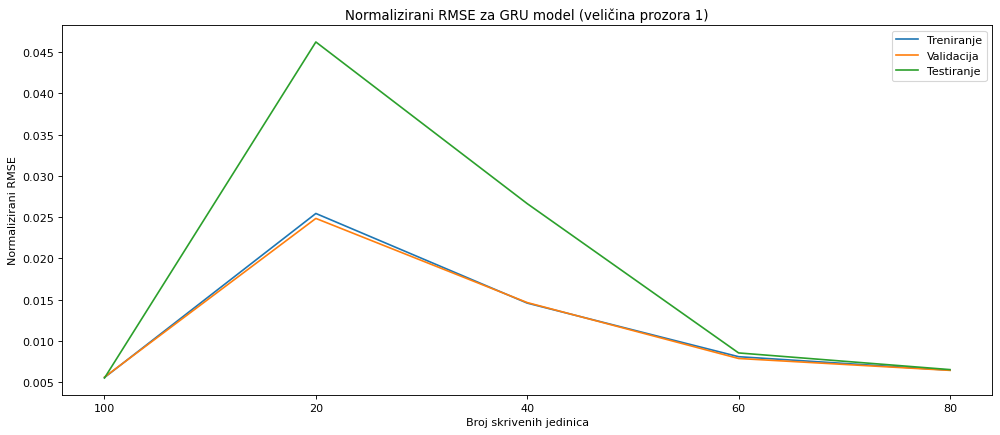 Normalizirani RMSE za GRU model (veličina prozora 1)
Treniranje
Validacija
Testiranje
Normalizirani RMSE
0.045
0.040
0.035
0.030
0.025
0.020
0.015
0.010
0.005
100 20 40 60 80
Broj skrivenih jedinica